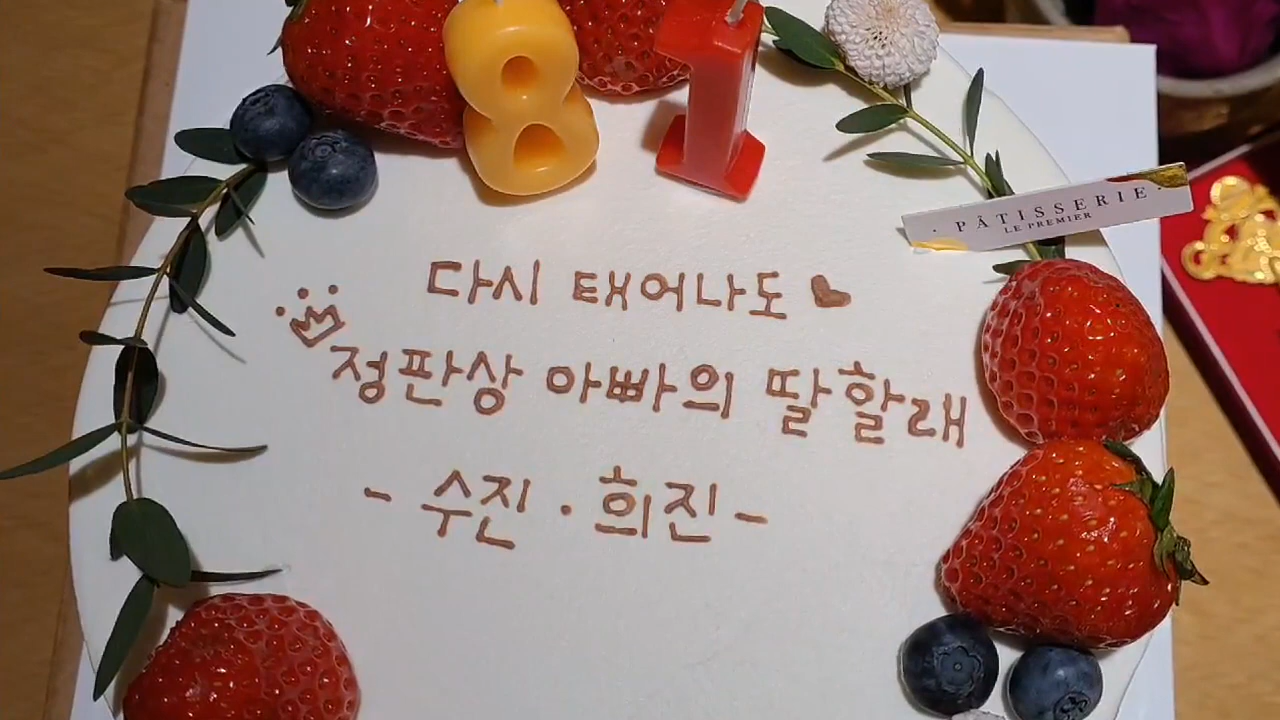 81
· PÂTISSERIE ·
LE PREMIER
다시 태어나도
정판상 아빠의 딸할래
- 수진 · 희진 -